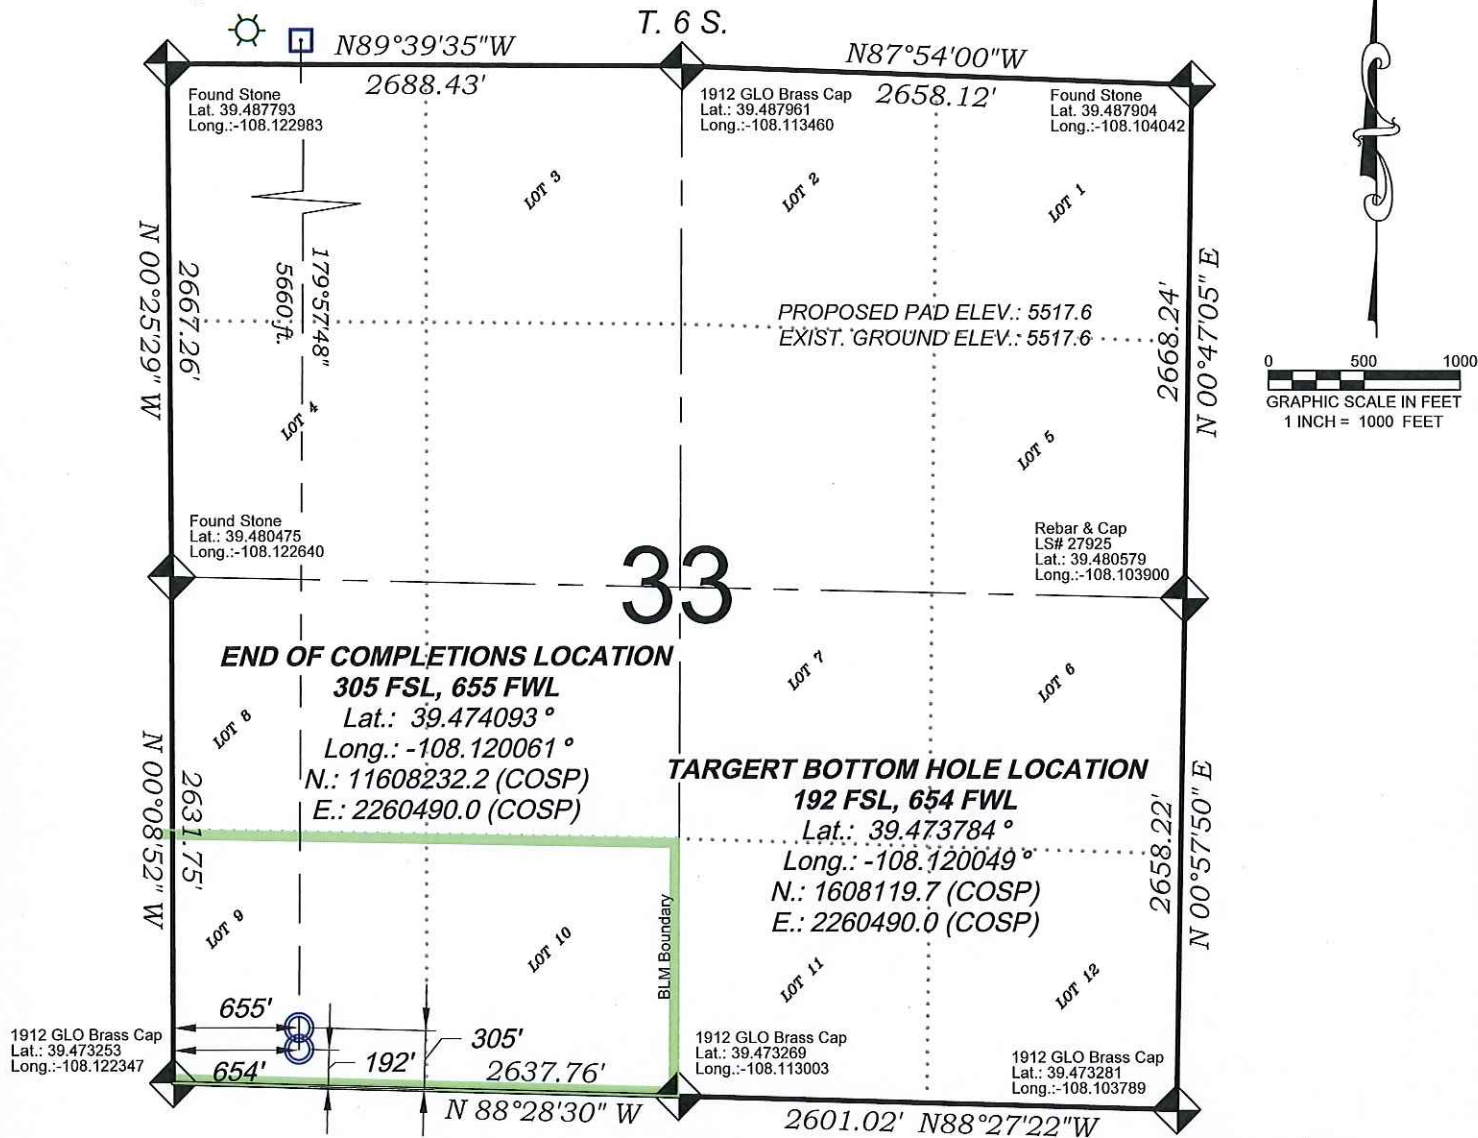 T. 6 S.
N89°39'35"W
2688.43'
N87°54'00"W
2658.12'
Found Stone
Lat. 39.487793
Long.:-108.122983
1912 GLO Brass Cap
Lat.: 39.487961
Long.:-108.113460
Found Stone
Lat. 39.487904
Long.:-108.104042
LOT 3
LOT 2
LOT 1
N 00°25'29" W
2667.26'
5660 ft.
179°57'48"
PROPOSED PAD ELEV.: 5517.6
EXIST. GROUND ELEV.: 5517.6
2668.24'
N 00°47'05" E
0 500 1000
GRAPHIC SCALE IN FEET
1 INCH = 1000 FEET
LOT 4
LOT 5
Found Stone
Lat.: 39.480475
Long.:-108.122640
Rebar & Cap
LS# 27925
Lat.: 39.480579
Long.:-108.103900
33
END OF COMPLETIONS LOCATION
305 FSL, 655 FWL
Lat.: 39.474093 °
Long.: -108.120061 °
N.: 11608232.2 (COSP)
E.: 2260490.0 (COSP)
LOT 8
LOT 7
LOT 6
TARGERT BOTTOM HOLE LOCATION
192 FSL, 654 FWL
Lat.: 39.473784 °
Long.: -108.120049 °
N.: 1608119.7 (COSP)
E.: 2260490.0 (COSP)
N 00°08'52" W
2631.75'
2658.22'
N 00°57'50" E
LOT 9
LOT 10
BLM Boundary
LOT 11
LOT 12
655'
654'
192'
305'
2637.76'
1912 GLO Brass Cap
Lat.: 39.473253
Long.:-108.122347
1912 GLO Brass Cap
Lat.: 39.473269
Long.:-108.113003
1912 GLO Brass Cap
Lat.: 39.473281
Long.:-108.103789
N 88°28'30" W
2601.02' N88°27'22"W